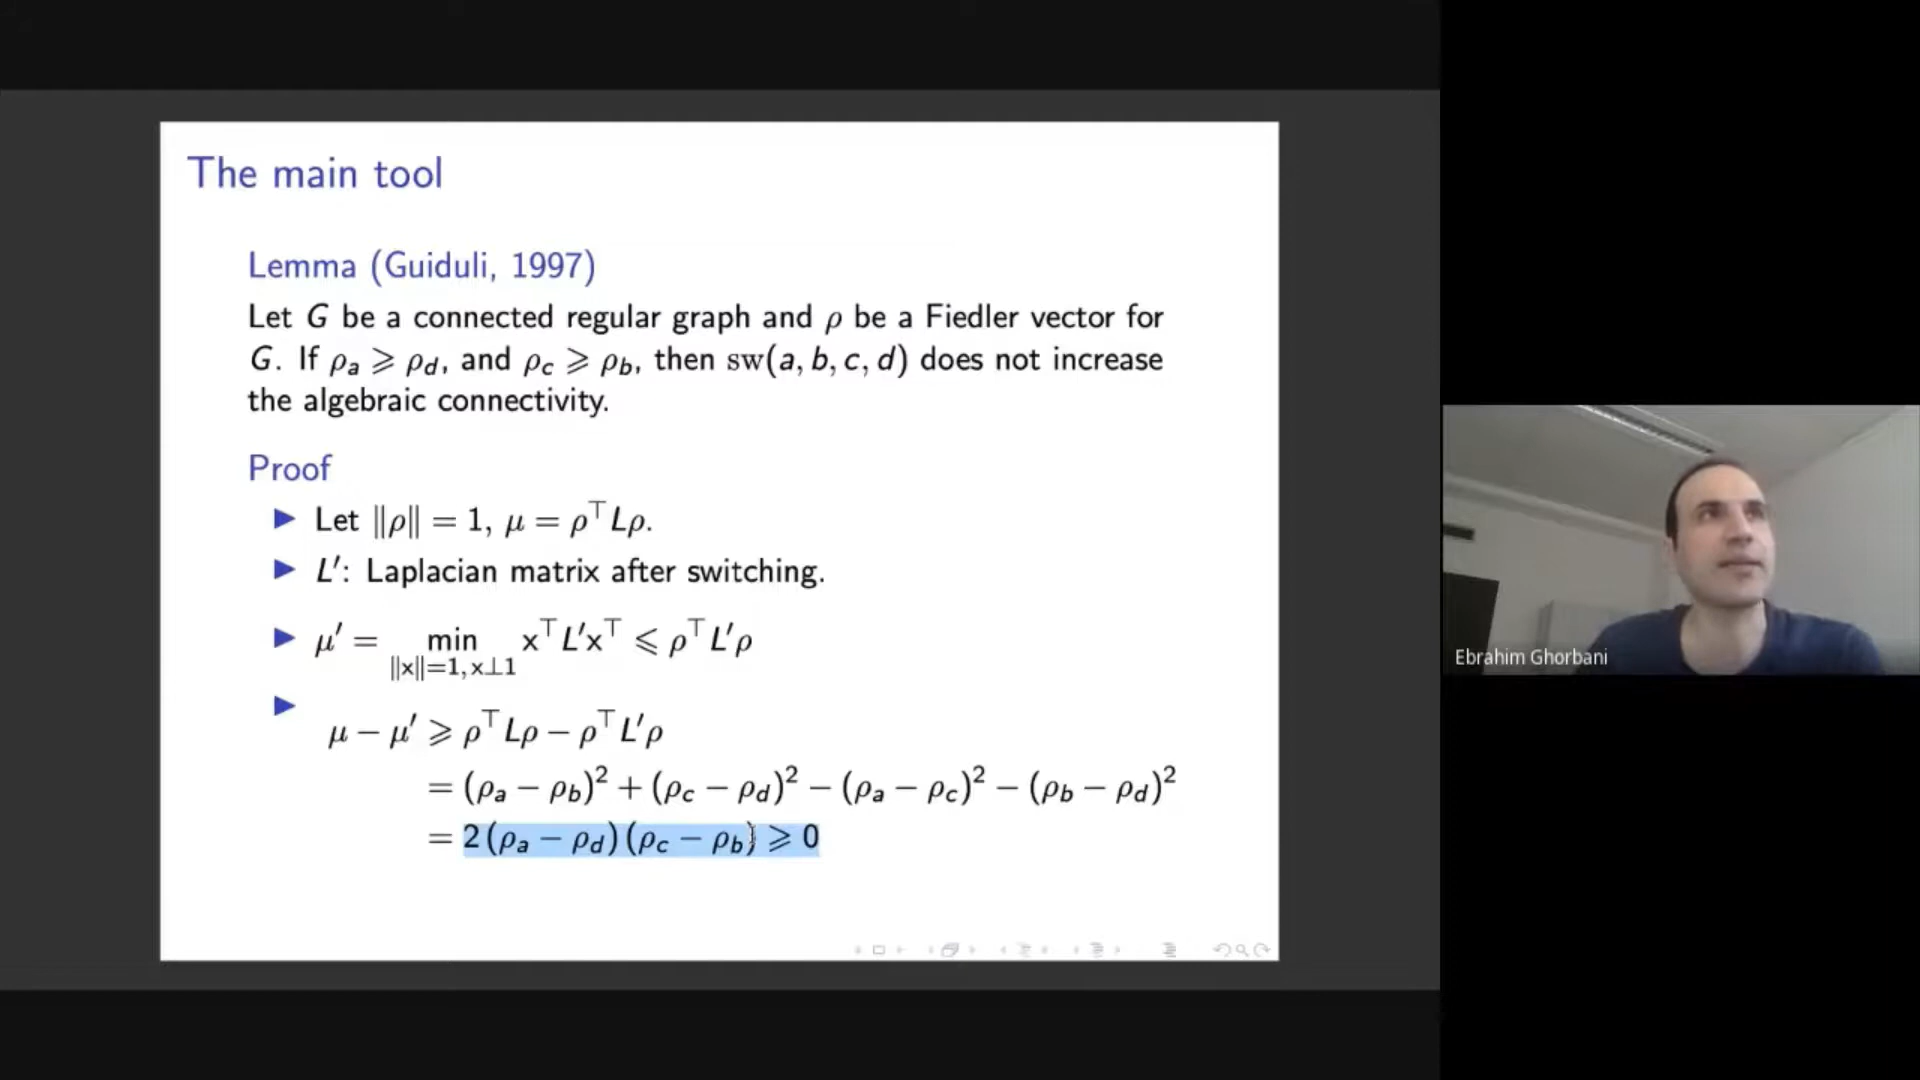 The main tool
Lemma (Guiduli, 1997)
Let G be a connected regular graph and ρ be a Fiedler vector for
G. If ρₐ ⩾ ρ_d, and ρ_c ⩾ ρ_b, then sw(a, b, c, d) does not increase
the algebraic connectivity.
Proof
▶ Let ‖ρ‖ = 1, μ = ρ⊤Lρ.
▶ L′: Laplacian matrix after switching.
▶ μ′ = min_{‖x‖=1, x⊥1} x⊤L′x⊤ ⩽ ρ⊤L′ρ
▶
μ − μ′ ⩾ ρ⊤Lρ − ρ⊤L′ρ
= (ρ_a − ρ_b)² + (ρ_c − ρ_d)² − (ρ_a − ρ_c)² − (ρ_b − ρ_d)²
= 2(ρ_a − ρ_d)(ρ_c − ρ_b) ⩾ 0
Ebrahim Ghorbani